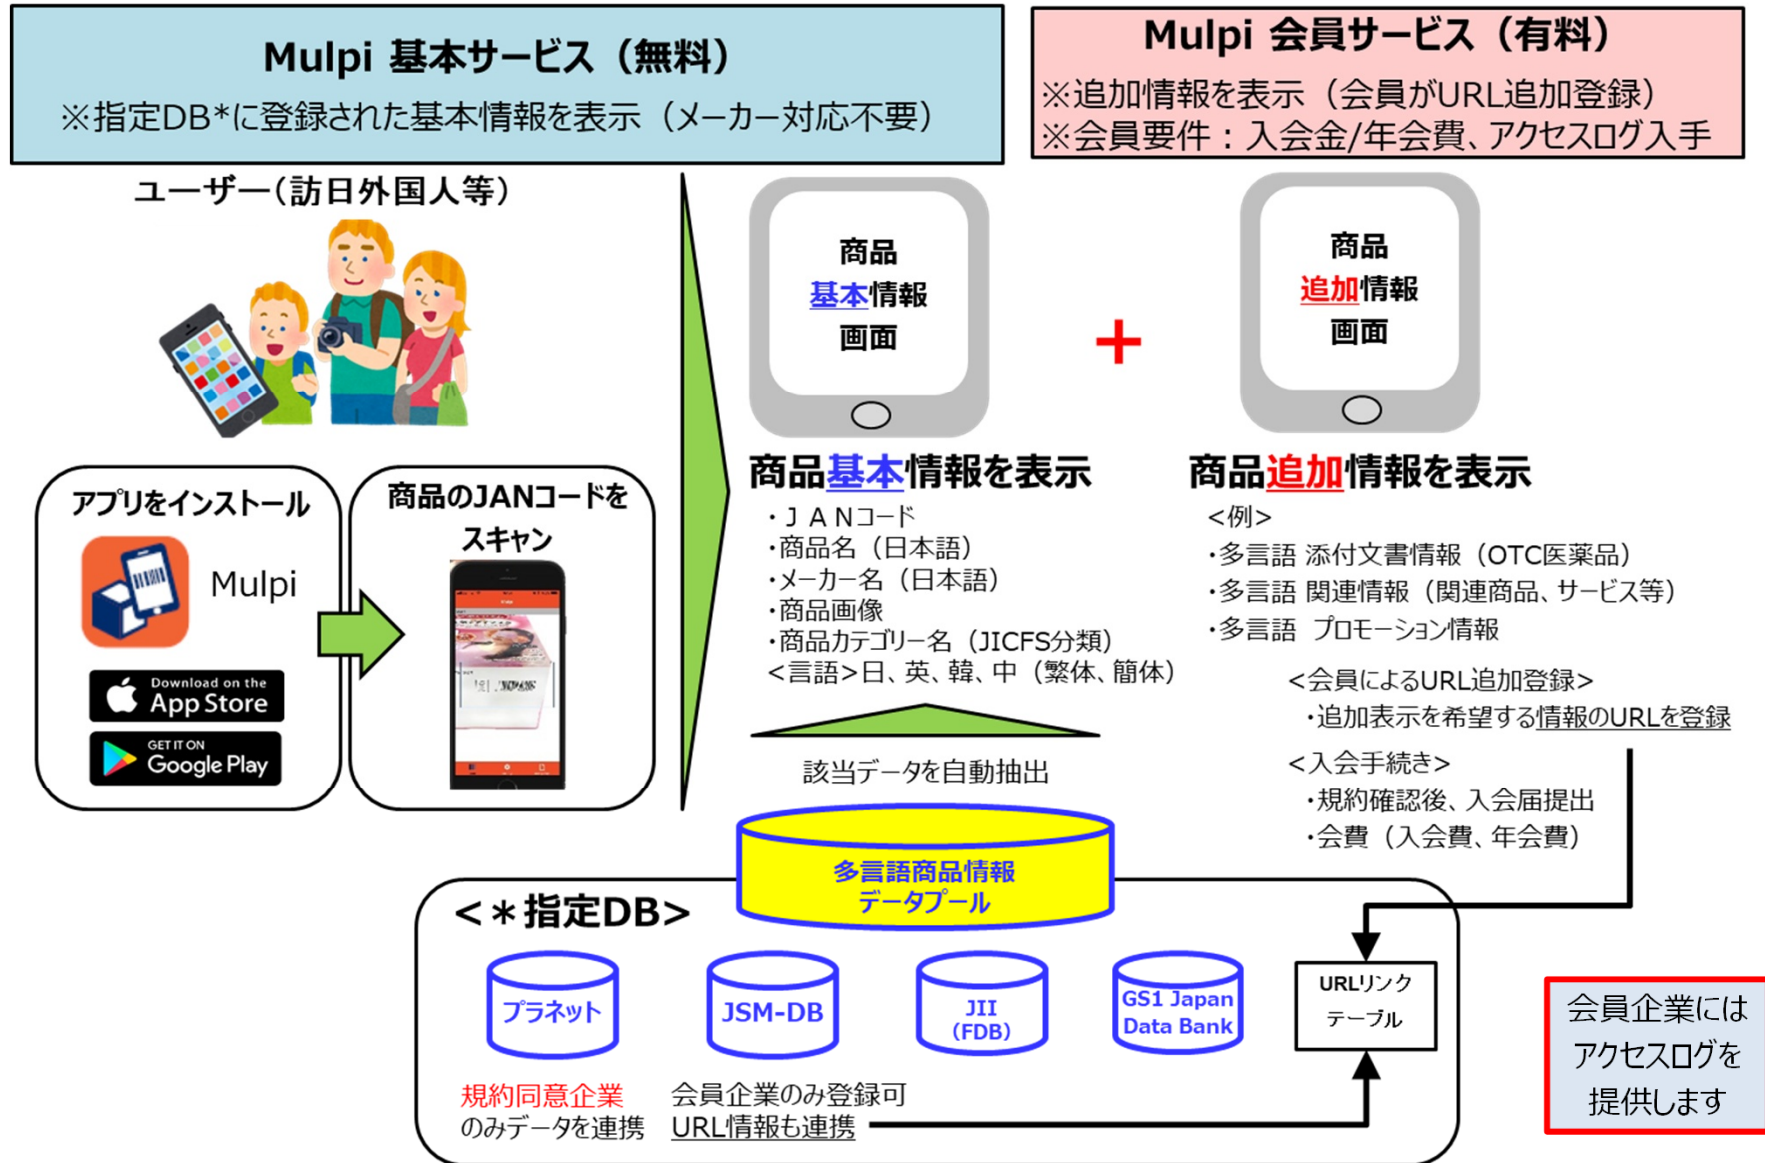 Mulpi 基本サービス（無料）
※指定DB*に登録された基本情報を表示（メーカー対応不要）
Mulpi 会員サービス（有料）
※追加情報を表示（会員がURL追加登録）
※会員要件：入会金/年会費、アクセスログ入手
ユーザー（訪日外国人等）
アプリをインストール
Mulpi
Download on the
App Store
GET IT ON
Google Play
商品のJANコードを
スキャン
商品
基本情報
画面
+
商品
追加情報
画面
商品基本情報を表示
・ＪＡＮコード
・商品名（日本語）
・メーカー名（日本語）
・商品画像
・商品カテゴリー名（JICFS分類）
<言語>日、英、韓、中（繁体、簡体）
該当データを自動抽出
商品追加情報を表示
<例>
・多言語 添付文書情報（OTC医薬品）
・多言語 関連情報（関連商品、サービス等）
・多言語 プロモーション情報
<会員によるURL追加登録>
・追加表示を希望する情報のURLを登録
<入会手続き>
・規約確認後、入会届提出
・会費（入会費、年会費）
多言語商品情報
データプール
<＊指定DB>
プラネット
JSM-DB
JII
(FDB)
GS1 Japan
Data Bank
URLリンク
テーブル
規約同意企業
のみデータを連携
会員企業のみ登録可
URL情報も連携
会員企業には
アクセスログを
提供します